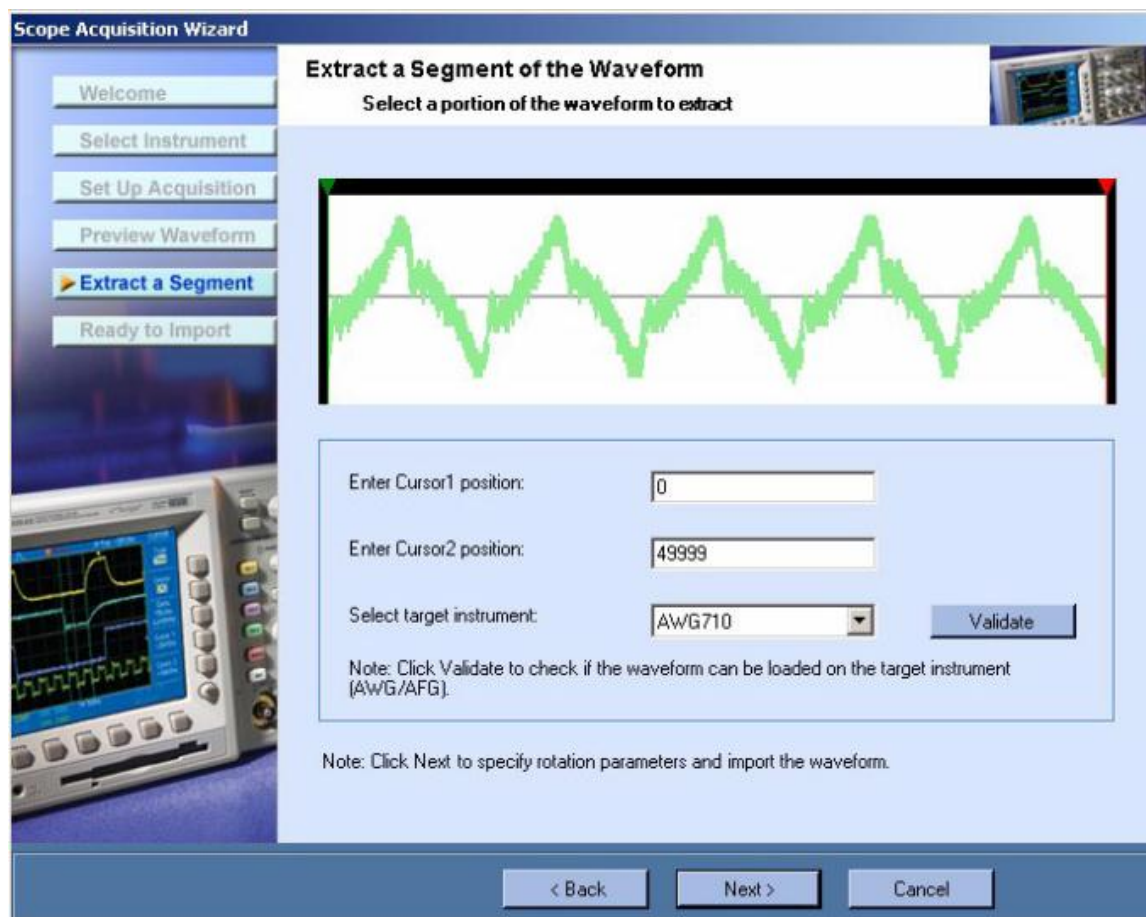 Scope Acquisition Wizard
Welcome
Select Instrument
Set Up Acquisition
Preview Waveform
Extract a Segment
Ready to Import
Extract a Segment of the Waveform
Select a portion of the waveform to extract
Enter Cursor1 position:
0
Enter Cursor2 position:
49999
Select target instrument:
AWG710
Validate
Note: Click Validate to check if the waveform can be loaded on the target instrument
(AWG/AFG).
Note: Click Next to specify rotation parameters and import the waveform.
< Back
Next >
Cancel